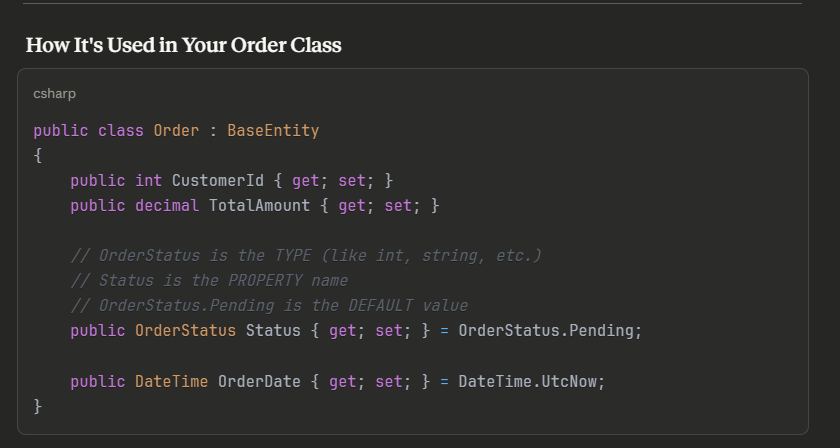 How It's Used in Your Order Class
csharp
public class Order : BaseEntity
{
    public int CustomerId { get; set; }
    public decimal TotalAmount { get; set; }

    // OrderStatus is the TYPE (like int, string, etc.)
    // Status is the PROPERTY name
    // OrderStatus.Pending is the DEFAULT value
    public OrderStatus Status { get; set; } = OrderStatus.Pending;

    public DateTime OrderDate { get; set; } = DateTime.UtcNow;
}